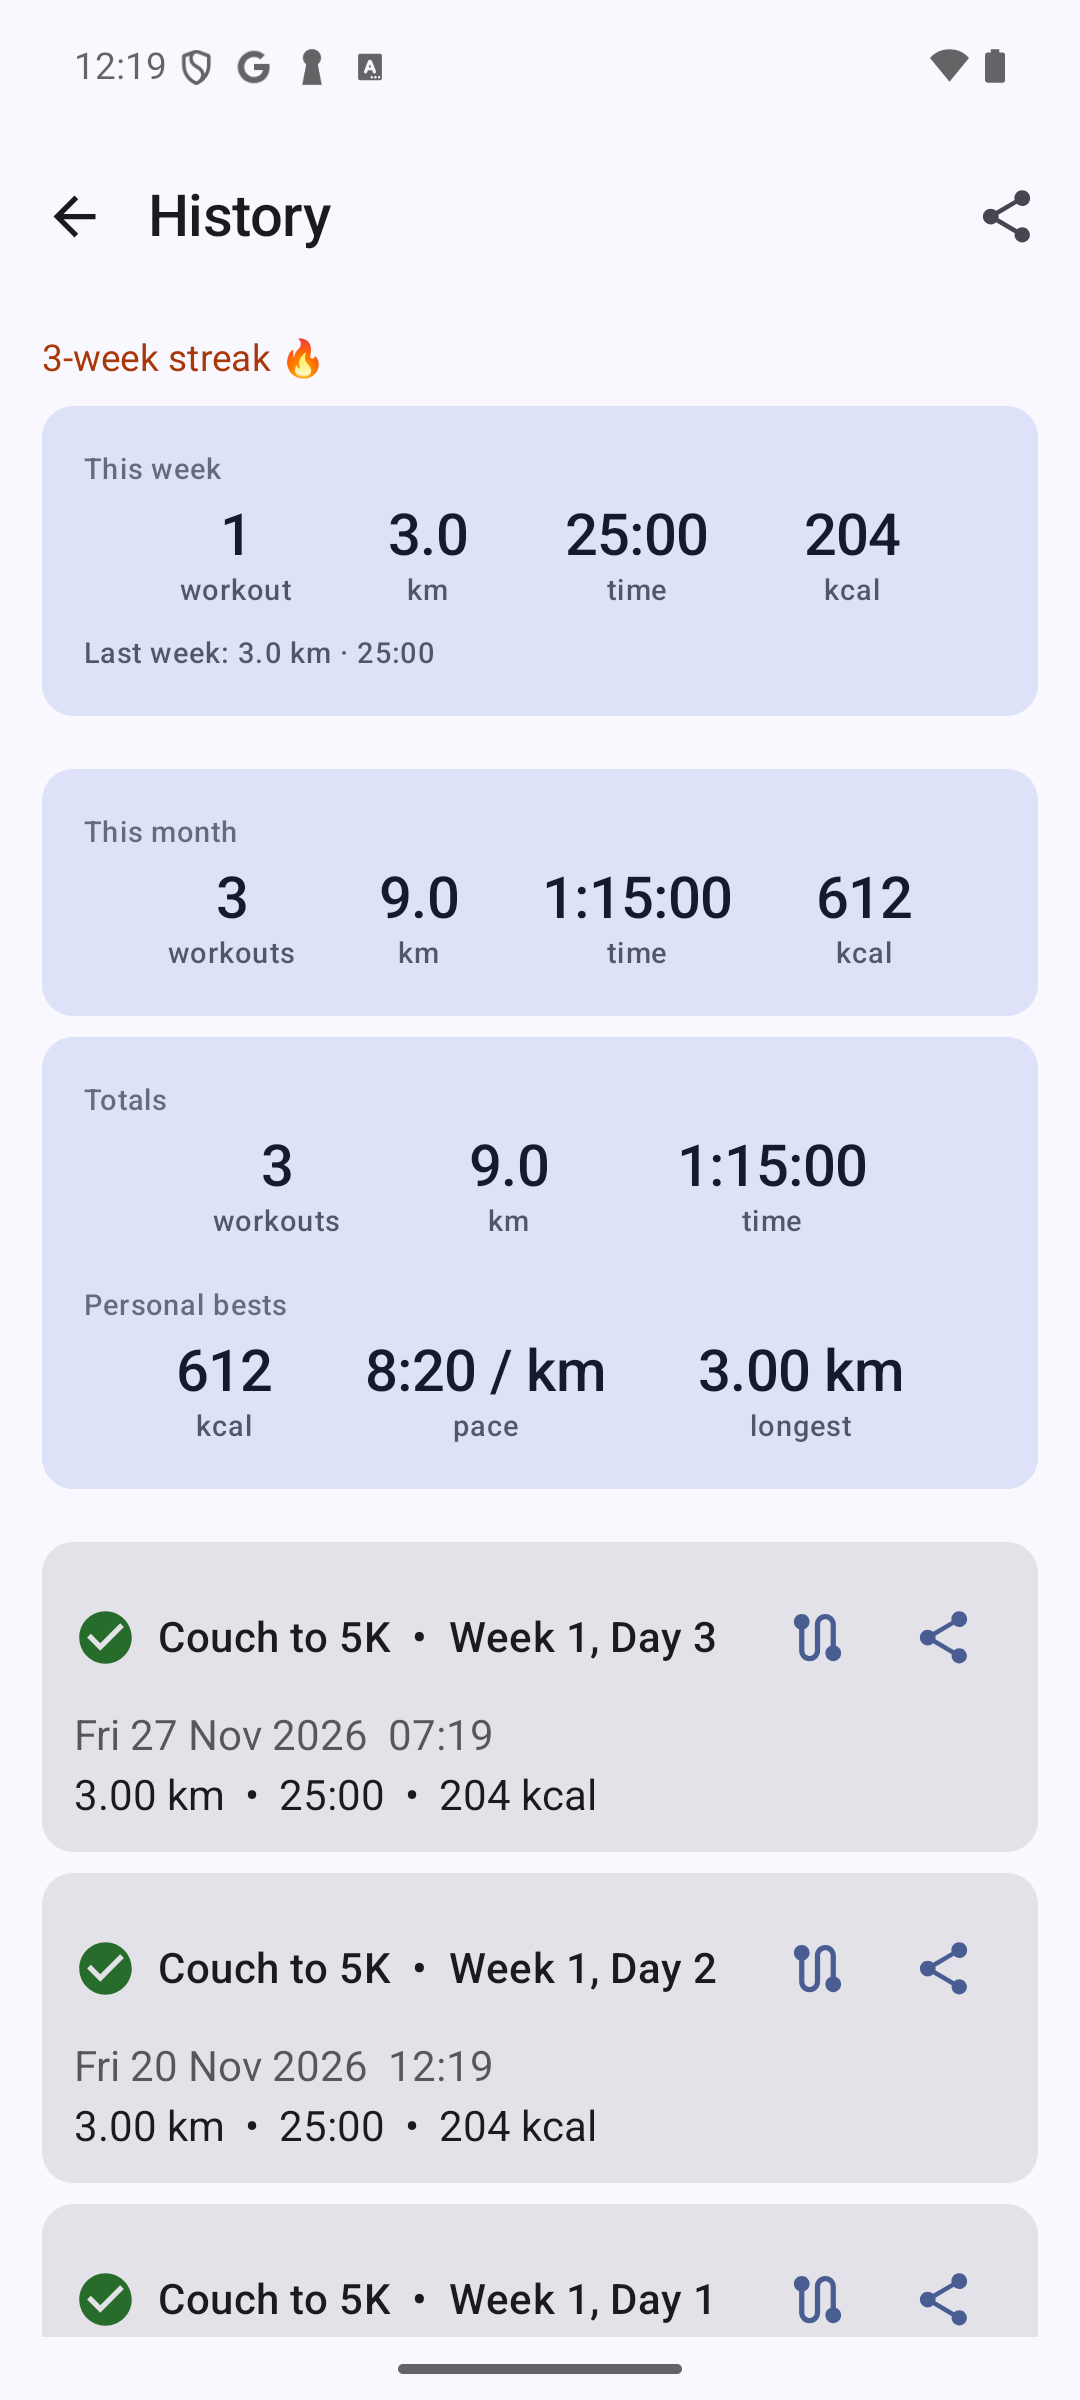 12:19
History
3-week streak 🔥
This week
1 3.0 25:00 204
workout km time kcal
Last week: 3.0 km · 25:00
This month
3 9.0 1:15:00 612
workouts km time kcal
Totals
3 9.0 1:15:00
workouts km time
Personal bests
612 8:20 / km 3.00 km
kcal pace longest
Couch to 5K • Week 1, Day 3
Fri 27 Nov 2026 07:19
3.00 km • 25:00 • 204 kcal
Couch to 5K • Week 1, Day 2
Fri 20 Nov 2026 12:19
3.00 km • 25:00 • 204 kcal
Couch to 5K • Week 1, Day 1